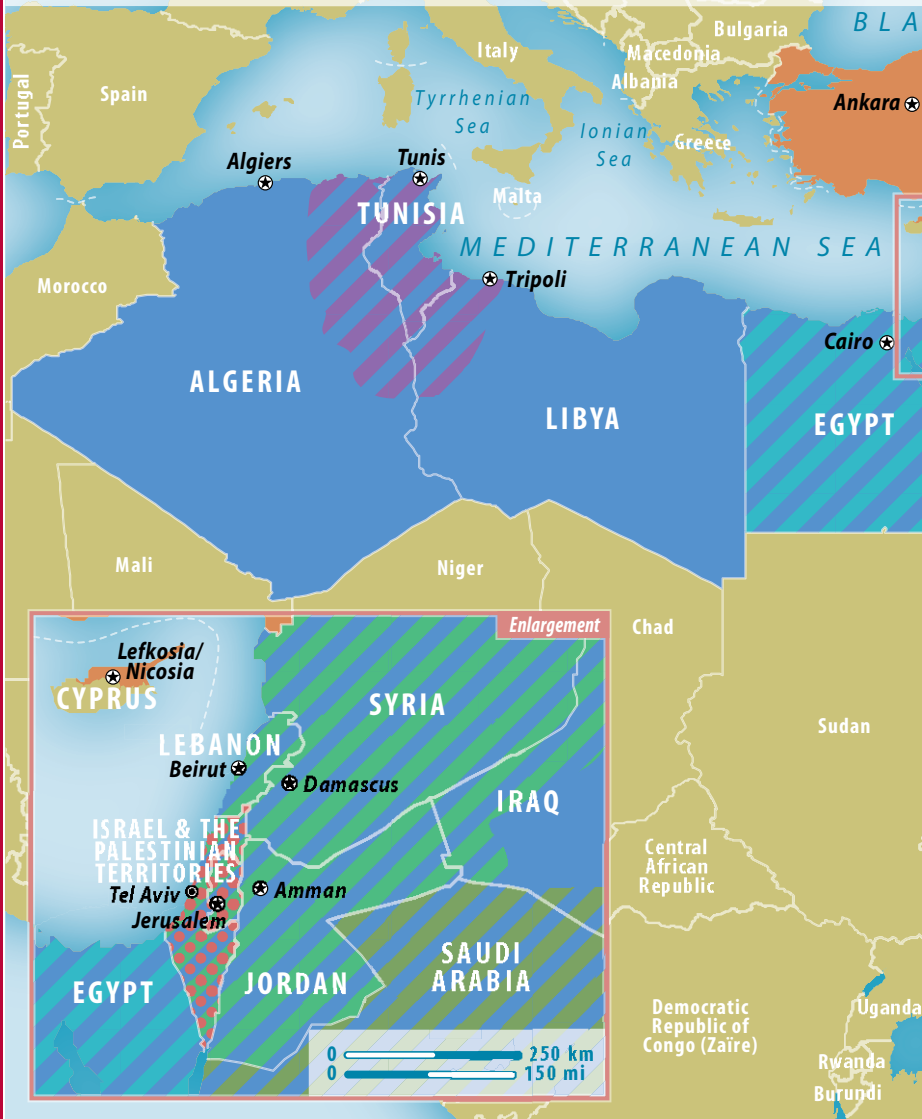 BLA
Bulgaria
Italy
Macedonia
Albania
Portugal
Spain
Tyrrhenian
Sea
Ankara
Ionian
Sea
Greece
Algiers
Tunis
Malta
TUNISIA
MEDITERRANEAN SEA
Morocco
Tripoli
Cairo
ALGERIA
LIBYA
EGYPT
Mali
Niger
Chad
Sudan
Central
African
Republic
Democratic
Republic of
Congo (Zaïre)
Uganda
Rwanda
Burundi
Enlargement
Lefkosia/
Nicosia
CYPRUS
SYRIA
LEBANON
Beirut
Damascus
IRAQ
ISRAEL & THE
PALESTINIAN
TERRITORIES
Tel Aviv
Amman
Jerusalem
SAUDI
ARABIA
EGYPT
JORDAN
0 250 km
0 150 mi